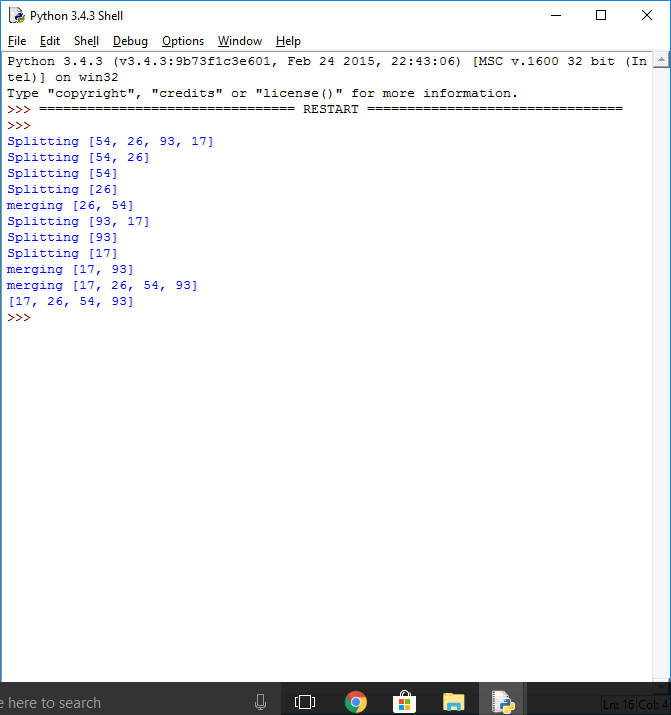 Python 3.4.3 Shell
File Edit Shell Debug Options Window Help
Python 3.4.3 (v3.4.3:9b73f1c3e601, Feb 24 2015, 22:43:06) [MSC v.1600 32 bit (In
tel)] on win32
Type "copyright", "credits" or "license()" for more information.
>>> ================================ RESTART ================================
>>>
Splitting [54, 26, 93, 17]
Splitting [54, 26]
Splitting [54]
Splitting [26]
merging [26, 54]
Splitting [93, 17]
Splitting [93]
Splitting [17]
merging [17, 93]
merging [17, 26, 54, 93]
[17, 26, 54, 93]
>>>
e here to search
Ln: 16 Col: 4